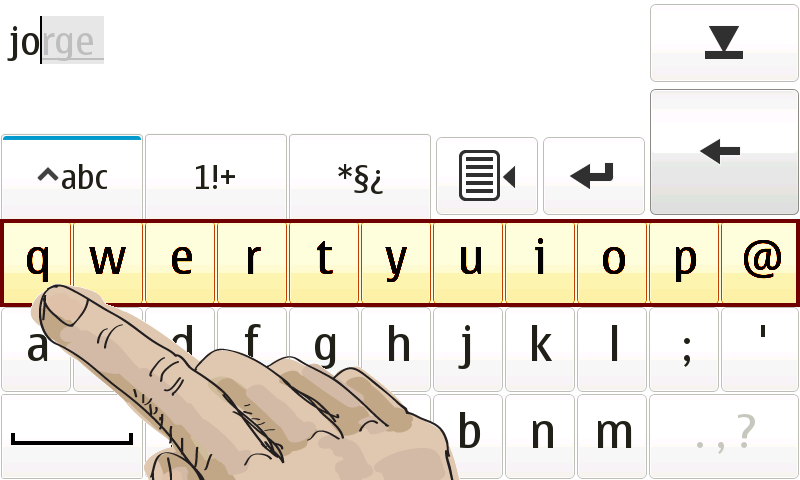 jorge
^abc 1!+ *§¿
q w e r t y u i o p @
a d f g h j k l ; '
b n m . , ?